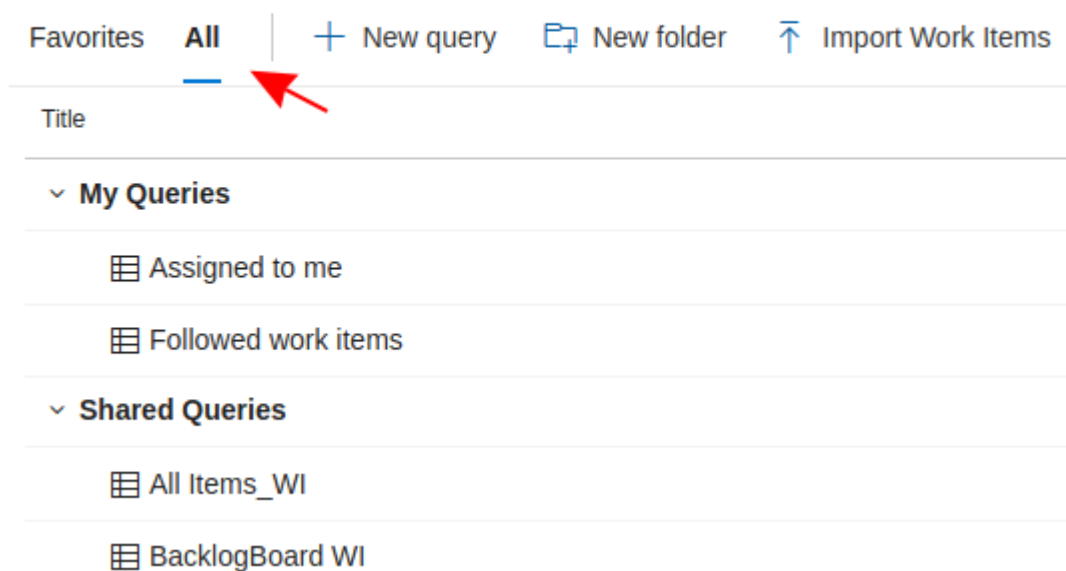 Favorites All New query New folder Import Work Items
Title
My Queries
Assigned to me
Followed work items
Shared Queries
All Items_WI
BacklogBoard WI